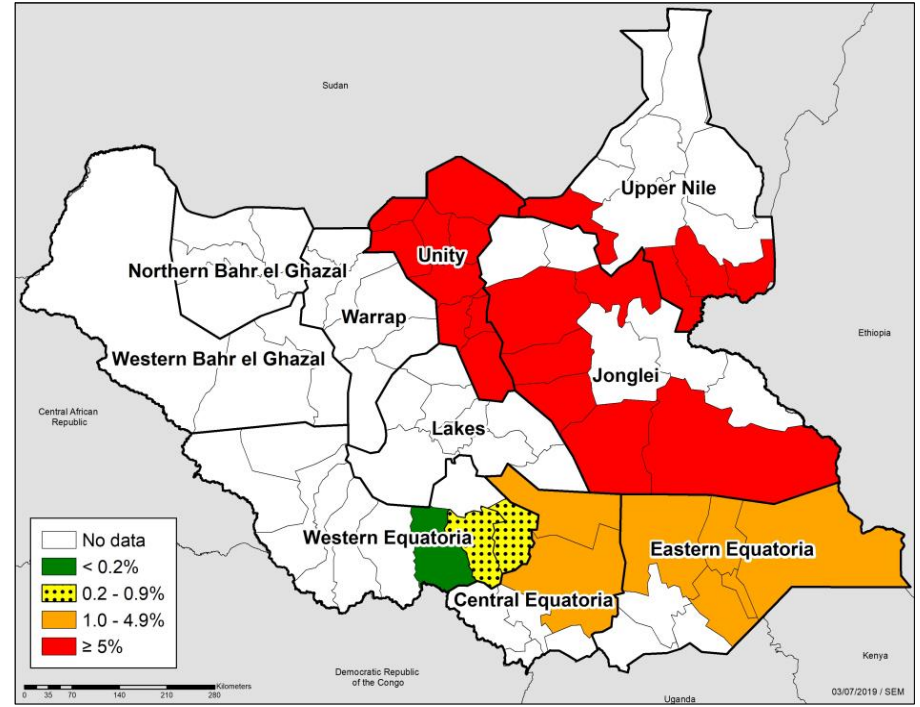 Sudan
Upper Nile
Unity
Northern Bahr el Ghazal
Warrap
Ethiopia
Western Bahr el Ghazal
Jonglei
Central African
Republic
Lakes
No data
< 0.2%
0.2 - 0.9%
1.0 - 4.9%
≥ 5%
Western Equatoria
Eastern Equatoria
Central Equatoria
Kenya
Democratic Republic
of the Congo
Kilometers
0 35 70 140 210 280
Uganda
03/07/2019 / SEM